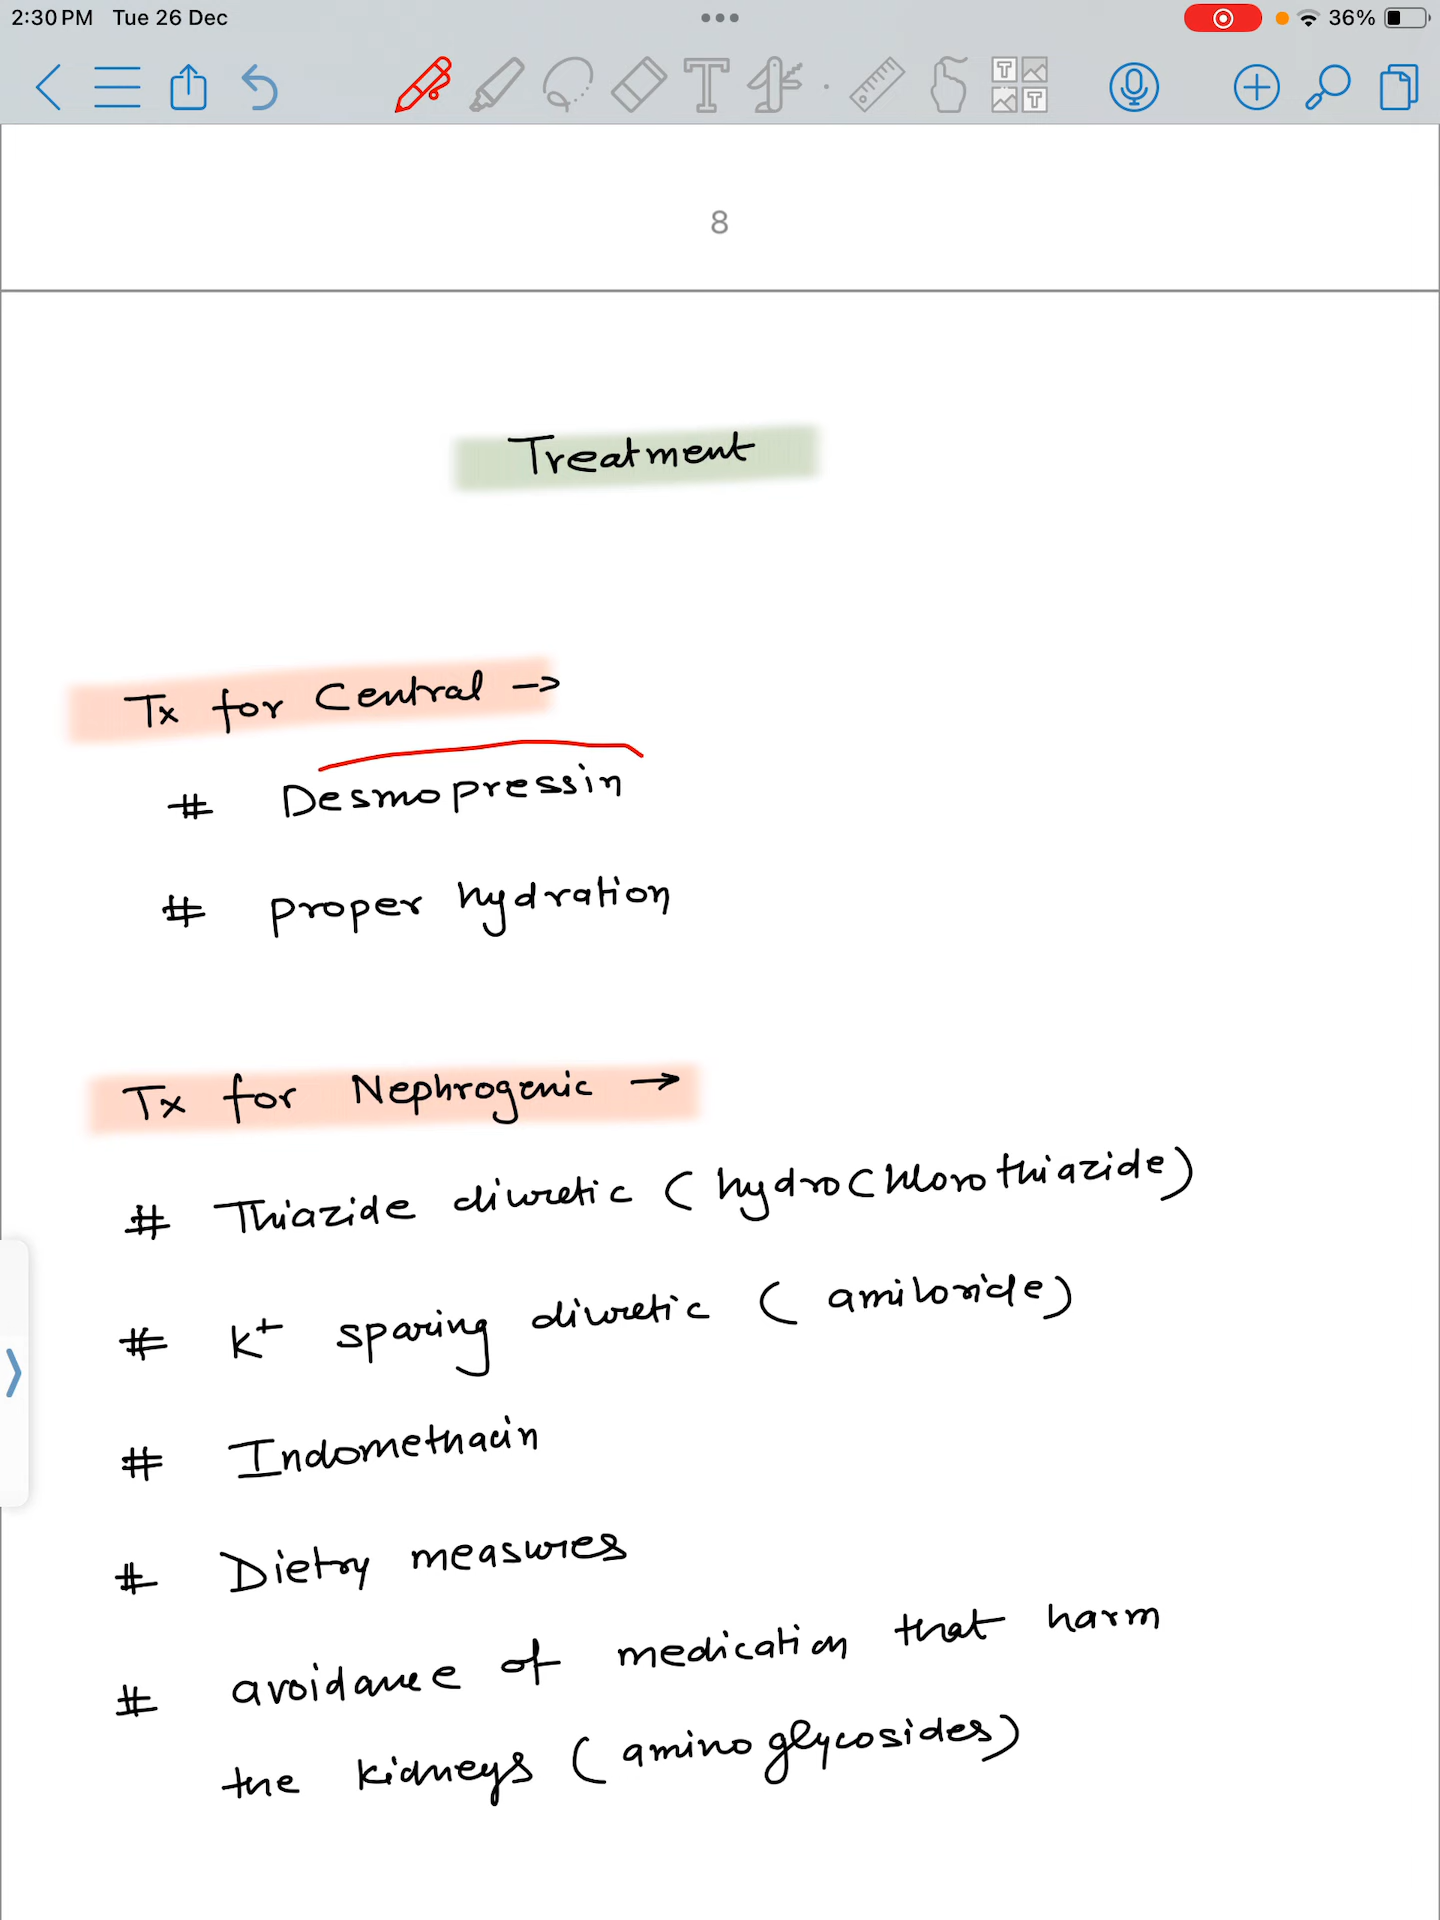 2:30 PM Tue 26 Dec
36%
8
Treatment
Tx for Central →
# Desmopressin
# proper hydration
Tx for Nephrogenic →
# Thiazide diuretic (hydrochlorothiazide)
# K+ sparing diuretic (amiloride)
# Indomethacin
# Dietry measures
# avoidance of medication that harm
the kidneys (aminoglycosides)